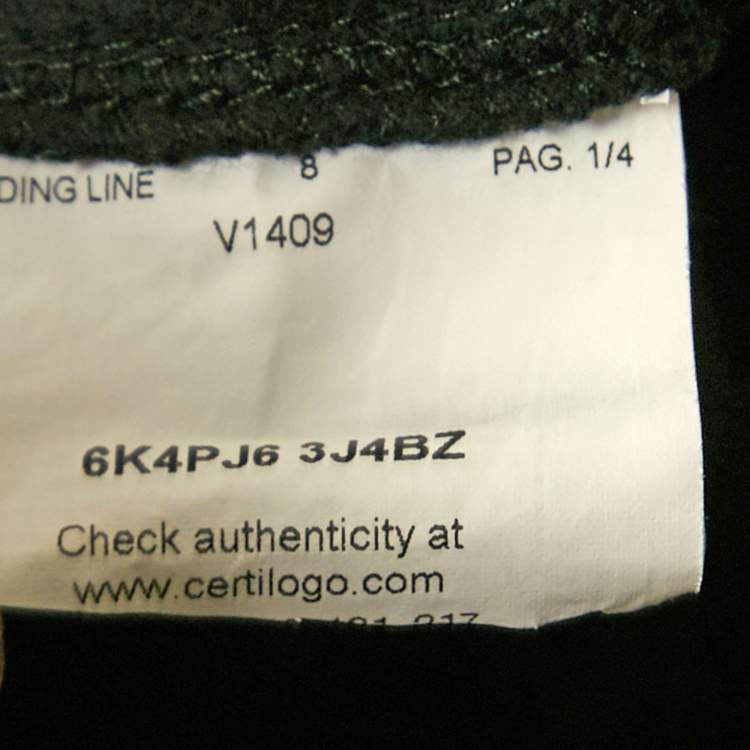 DING LINE 8 PAG. 1/4
V1409
6K4PJ6 3J4BZ
Check authenticity at
www.certilogo.com